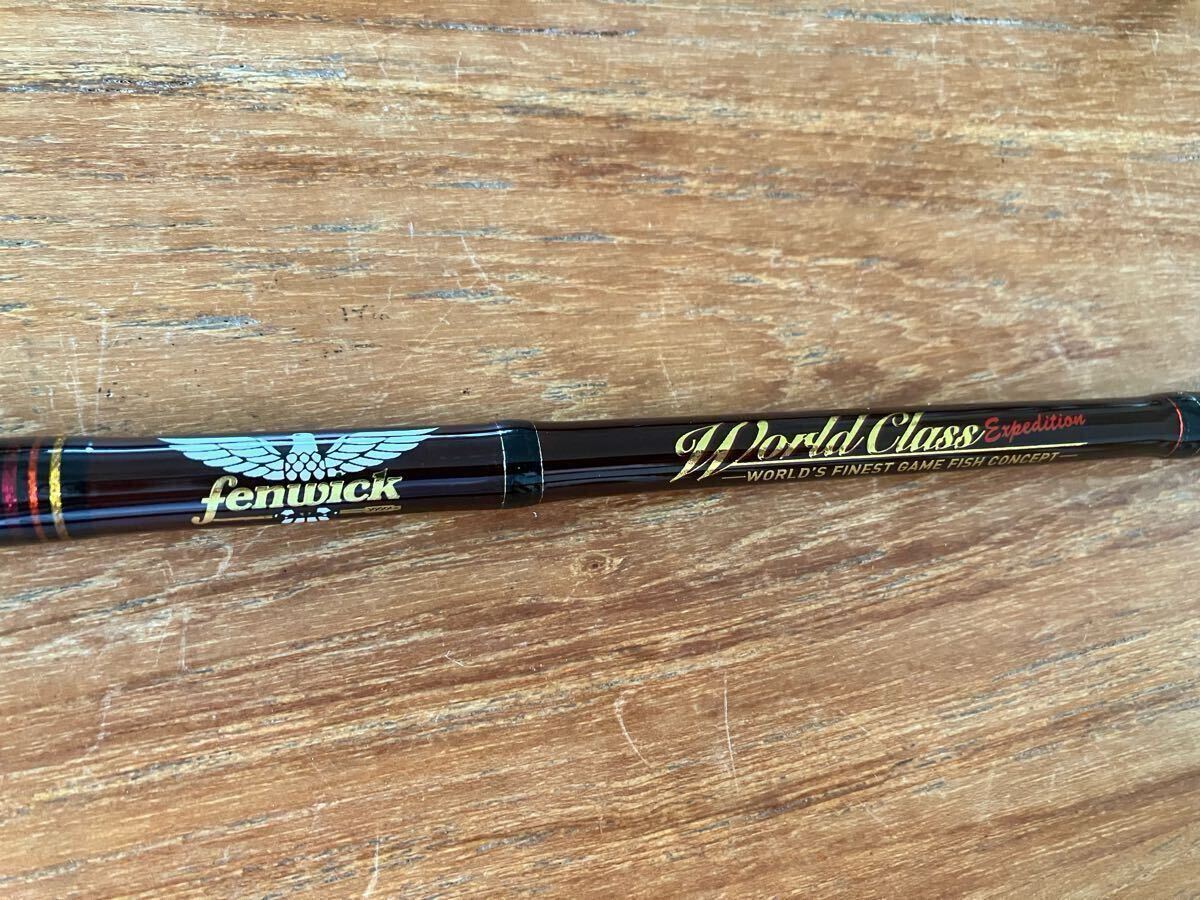 fenwick
World Class Expedition
WORLD'S FINEST GAME FISH CONCEPT